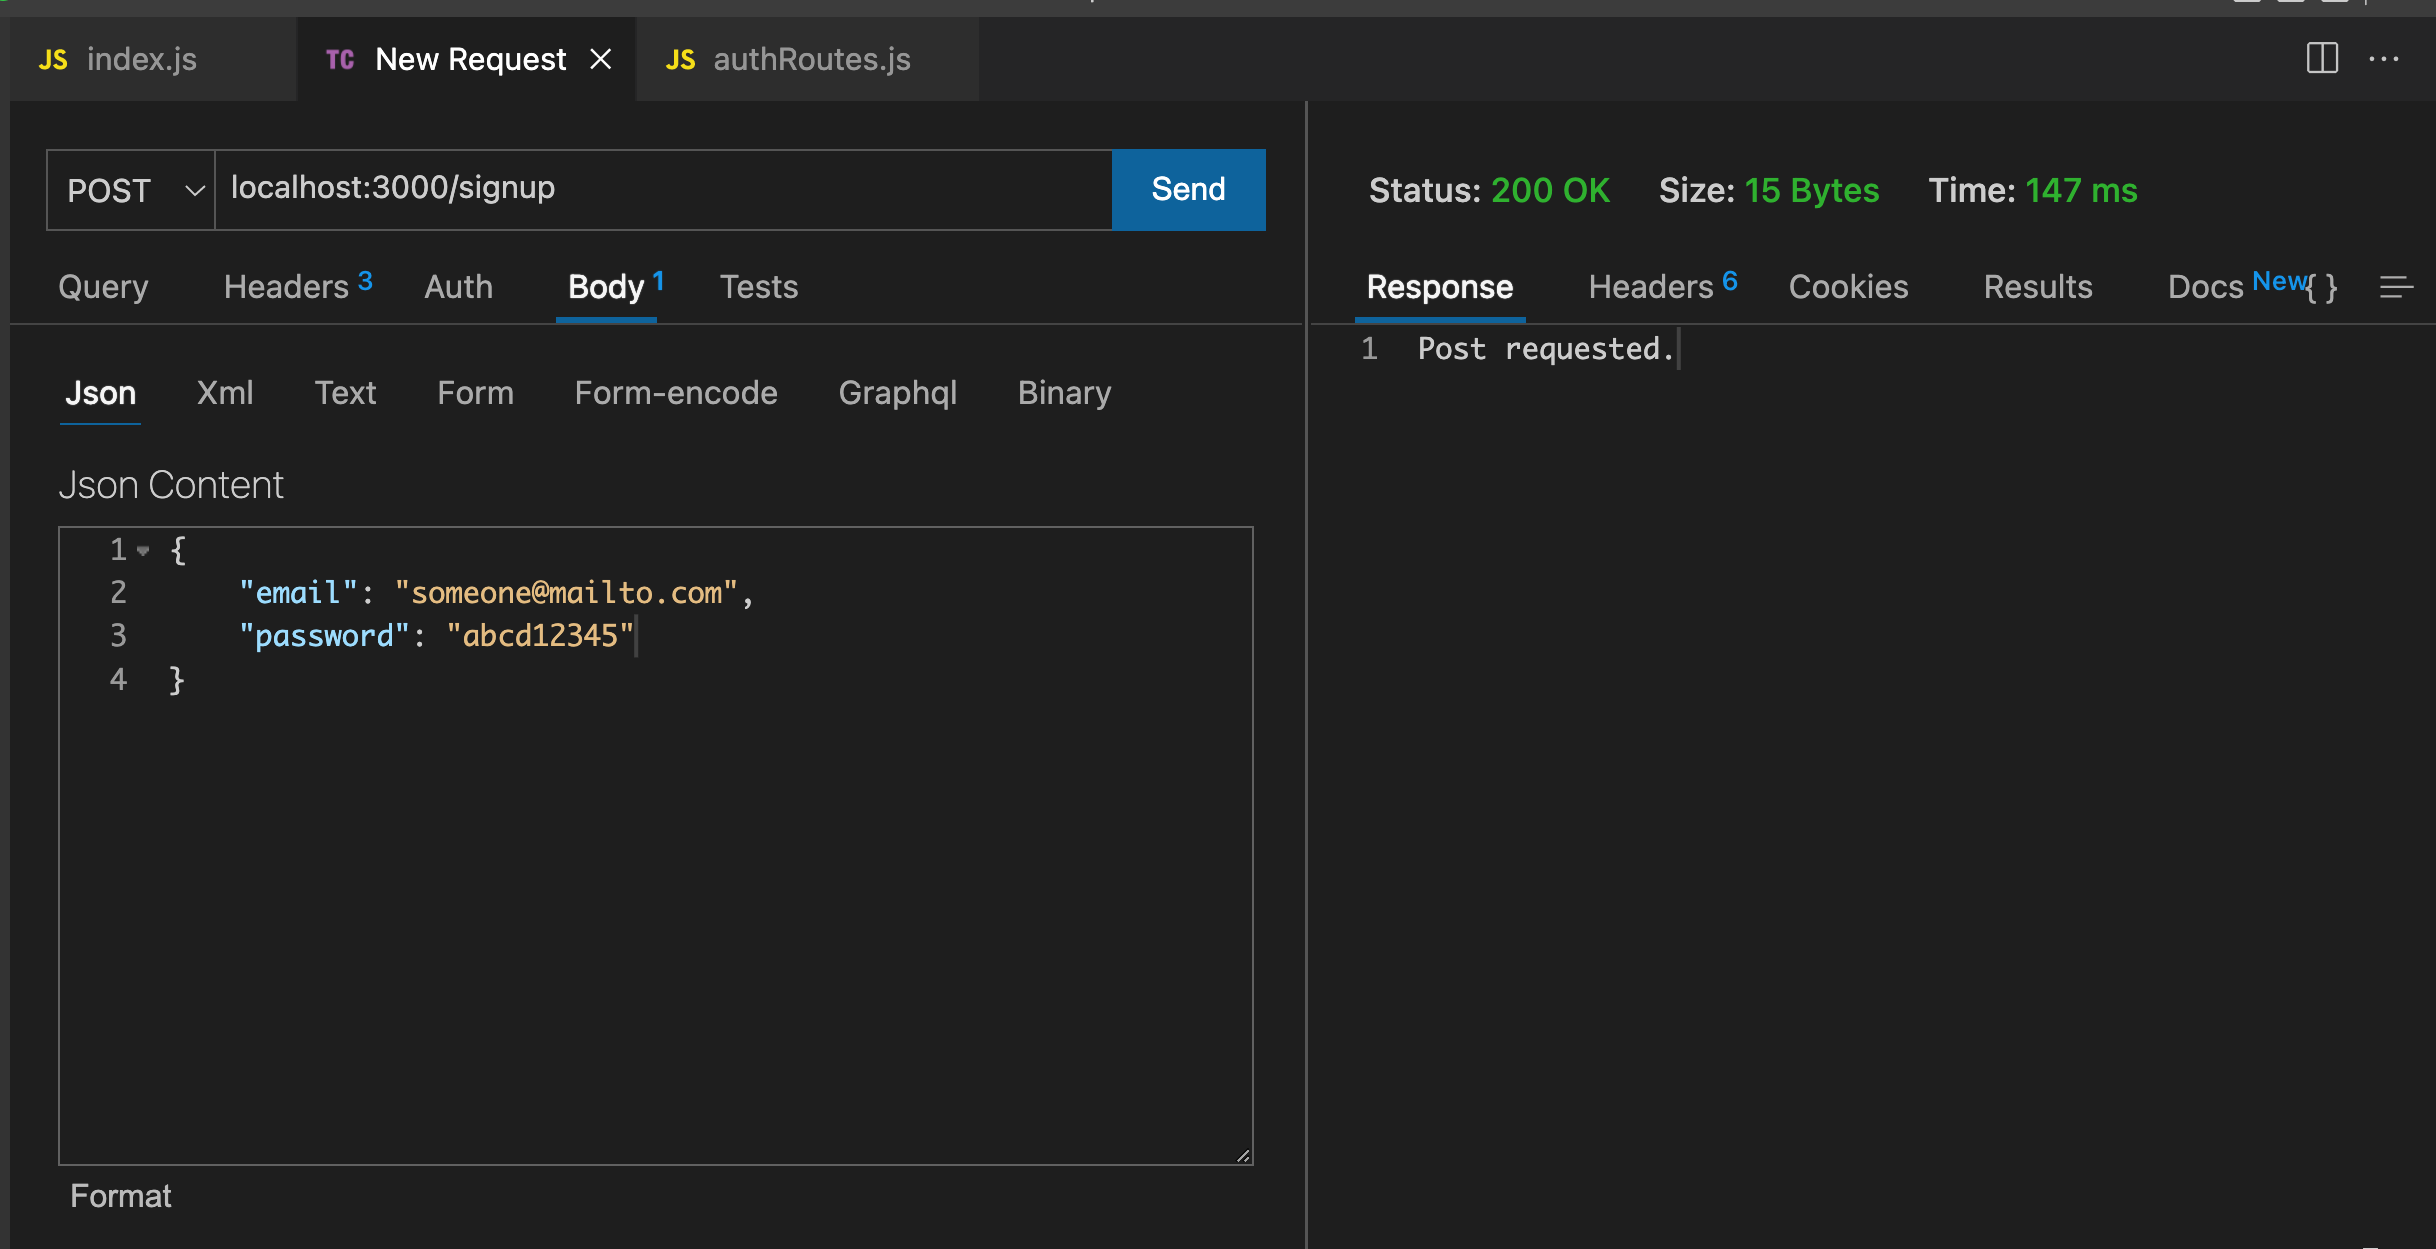 JS index.js TC New Request JS authRoutes.js
POST localhost:3000/signup Send
Status: 200 OK Size: 15 Bytes Time: 147 ms
Query Headers 3 Auth Body 1 Tests
Response Headers 6 Cookies Results Docs New { }
1 Post requested.
Json Xml Text Form Form-encode Graphql Binary
Json Content
1 {
2 "email": "someone@mailto.com",
3 "password": "abcd12345"
4 }
Format